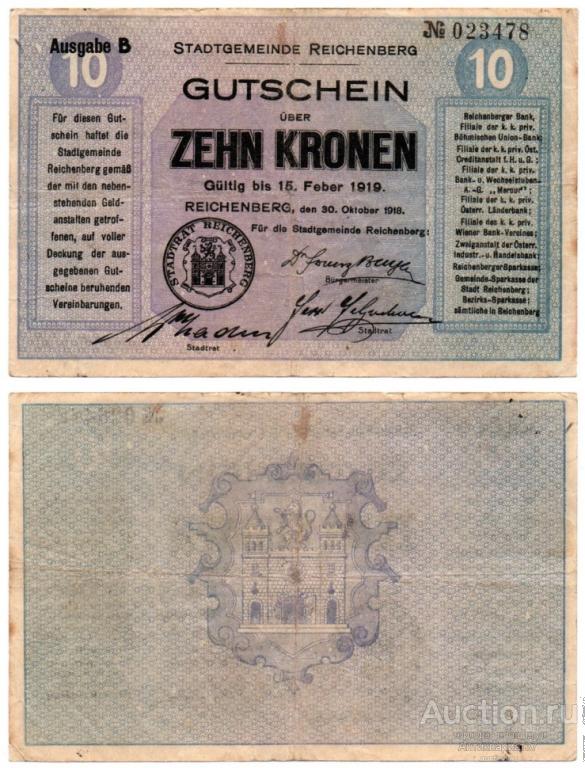 Ausgabe B
10
STADTGEMEINDE REICHENBERG
№ 023478
10
GUTSCHEIN
ÜBER
ZEHN KRONEN
Gültig bis 15. Feber 1919.
REICHENBERG, den 30. Oktober 1918.
Für die Stadtgemeinde Reichenberg:
Für diesen Gut-
schein haftet die
Stadtgemeinde
Reichenberg gemäß
der mit den neben-
stehenden Geld-
anstalten getrof-
fenen, auf voller
Deckung der aus-
gegebenen Gut-
scheine beruhenden
Vereinbarungen.
Reichenberger Bank,
Filiale der k. k. priv.
Böhmischen Union-Bank;
Filiale der k. k. priv. Öst.
Creditanstalt f. H. u. G.;
Filiale der k. k. priv.
Bank- u. Wechselstuben-
A.-G. „Mercur";
Filiale der k. k. priv.
Österr. Länderbank;
Filiale des k. k. priv.
Wiener Bank-Vereines;
Zweiganstalt der Österr.
Industr.- u. Handelsbank;
Reichenberger Sparkasse;
Gemeinde-Sparkasse der
Stadt Reichenberg;
Bezirks-Sparkasse;
sämtliche in Reichenberg
STADTRAT REICHENBERG
Bürgermeister
Stadtrat
Stadtrat
Auction.ru